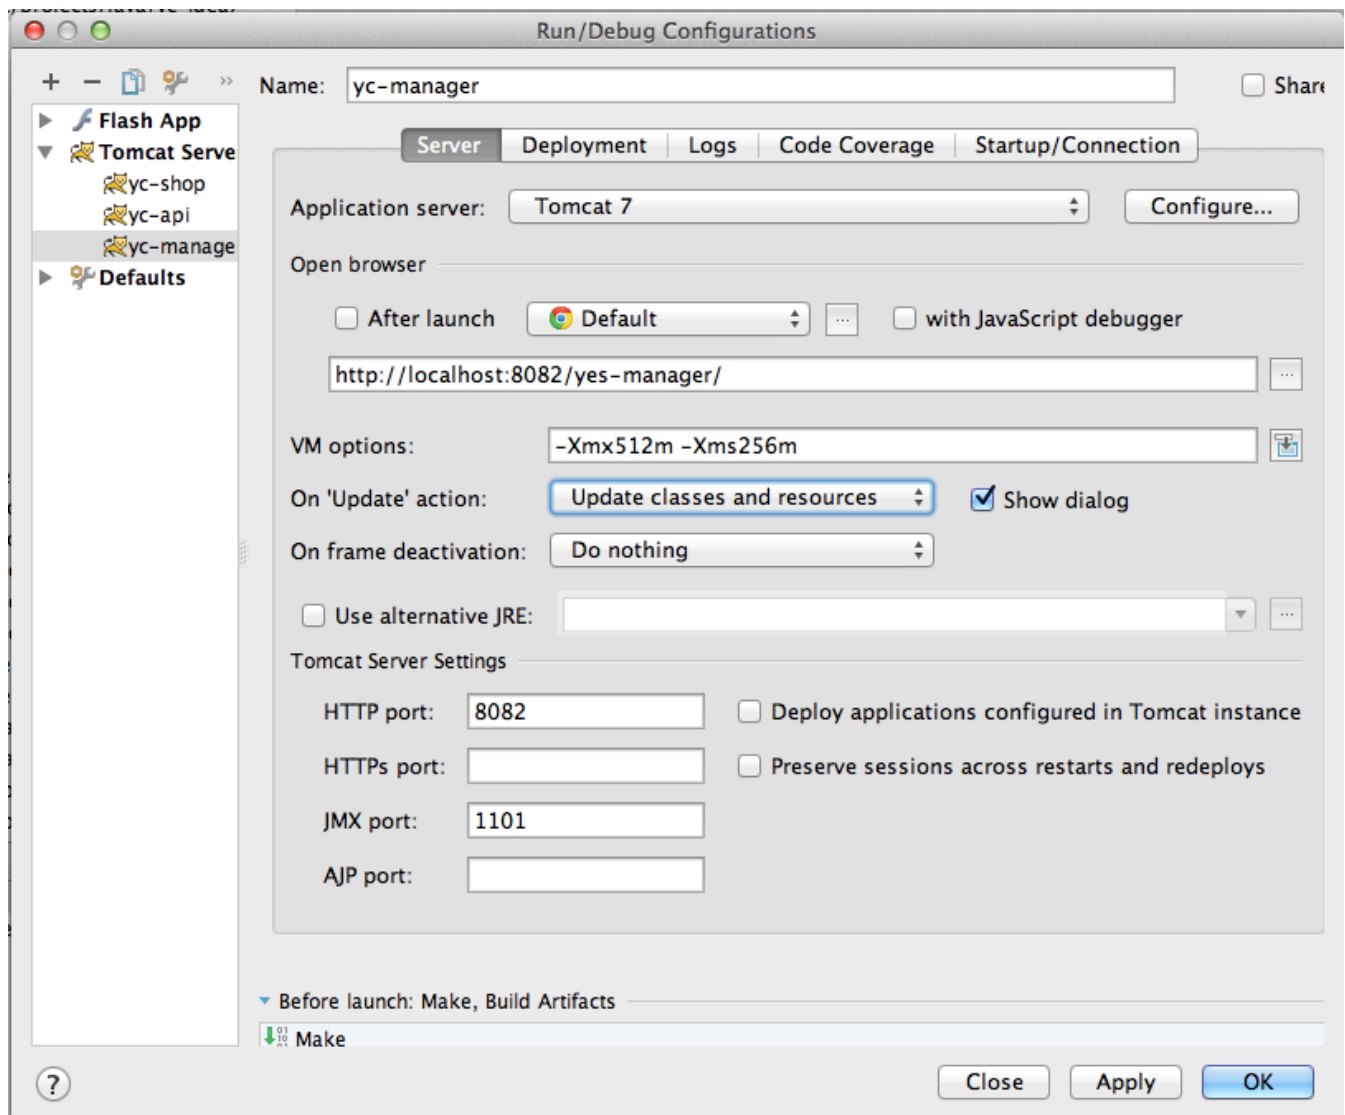 Run/Debug Configurations
Name: yc-manager Share
Flash App
Tomcat Serve
yc-shop
yc-api
yc-manage
Defaults
Server Deployment Logs Code Coverage Startup/Connection
Application server: Tomcat 7 Configure...
Open browser
After launch Default ... with JavaScript debugger
http://localhost:8082/yes-manager/ ...
VM options: -Xmx512m -Xms256m
On 'Update' action: Update classes and resources Show dialog
On frame deactivation: Do nothing
Use alternative JRE: ...
Tomcat Server Settings
HTTP port: 8082 Deploy applications configured in Tomcat instance
HTTPs port: Preserve sessions across restarts and redeploys
JMX port: 1101
AJP port:
Before launch: Make, Build Artifacts
Make
? Close Apply OK